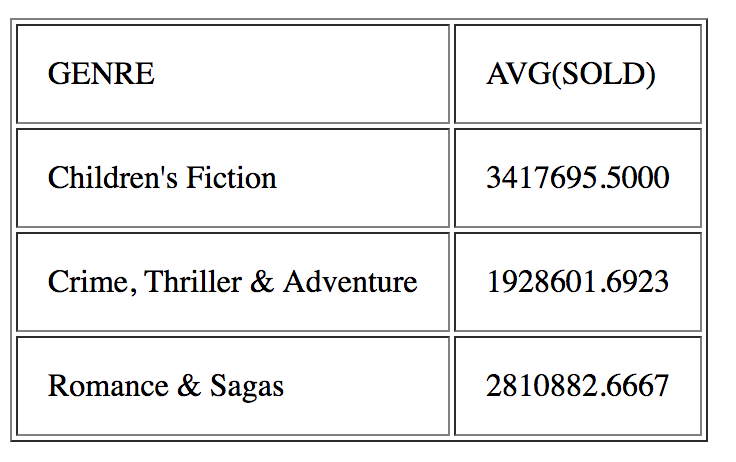 GENRE AVG(SOLD)
Children's Fiction 3417695.5000
Crime, Thriller & Adventure 1928601.6923
Romance & Sagas 2810882.6667